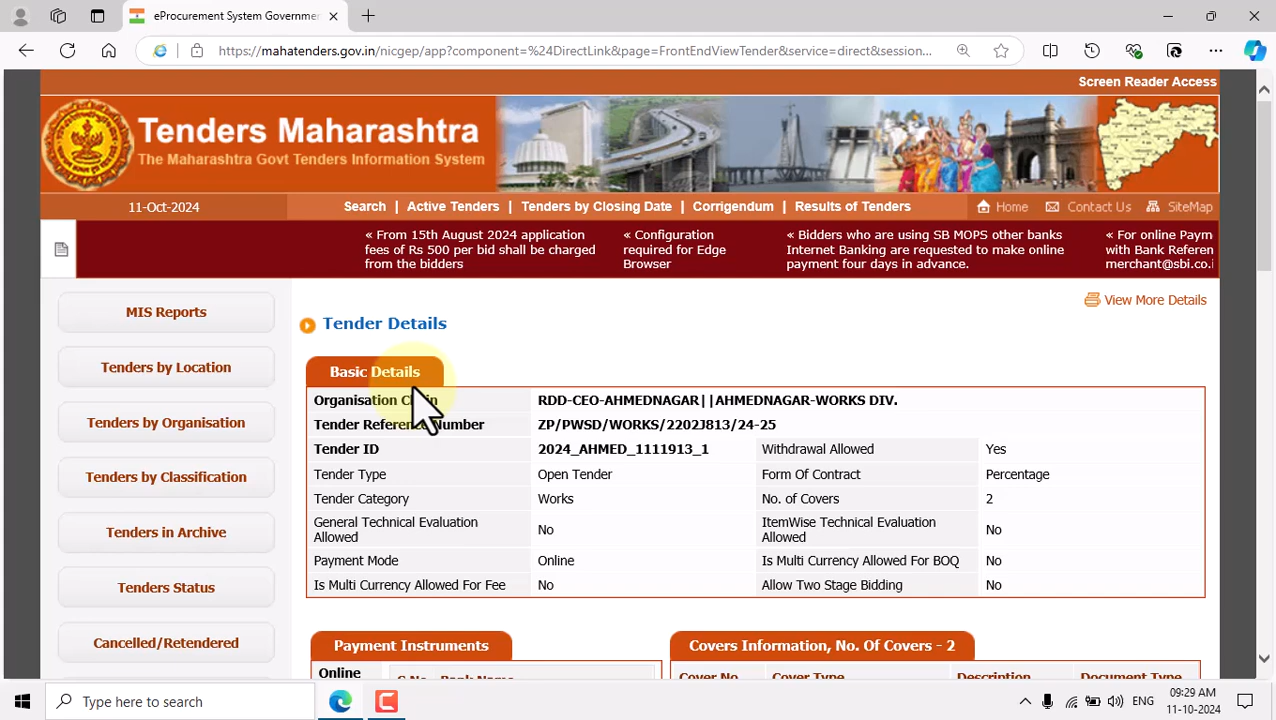 eProcurement System Governmen
https://mahatenders.gov.in/nicgep/app?component=%24DirectLink&page=FrontEndViewTender&service=direct&session...
Screen Reader Access
Tenders Maharashtra
The Maharashtra Govt Tenders Information System
11-Oct-2024
Search | Active Tenders | Tenders by Closing Date | Corrigendum | Results of Tenders
Home Contact Us SiteMap
« From 15th August 2024 application
fees of Rs 500 per bid shall be charged
from the bidders
« Configuration
required for Edge
Browser
« Bidders who are using SB MOPS other banks
Internet Banking are requested to make online
payment four days in advance.
« For online Paym
with Bank Referen
merchant@sbi.co.i
MIS Reports
Tenders by Location
Tenders by Organisation
Tenders by Classification
Tenders in Archive
Tenders Status
Cancelled/Retendered
View More Details
Tender Details
Basic Details
Organisation Chain RDD-CEO-AHMEDNAGAR||AHMEDNAGAR-WORKS DIV.
Tender Reference Number ZP/PWSD/WORKS/2202J813/24-25
Tender ID 2024_AHMED_1111913_1 Withdrawal Allowed Yes
Tender Type Open Tender Form Of Contract Percentage
Tender Category Works No. of Covers 2
General Technical Evaluation
Allowed No
ItemWise Technical Evaluation
Allowed No
Payment Mode Online Is Multi Currency Allowed For BOQ No
Is Multi Currency Allowed For Fee No Allow Two Stage Bidding No
Payment Instruments
Online S.No Bank Name
Covers Information, No. Of Covers - 2
Cover No Cover Type Description Document Type
Type here to search
ENG
09:29 AM
11-10-2024